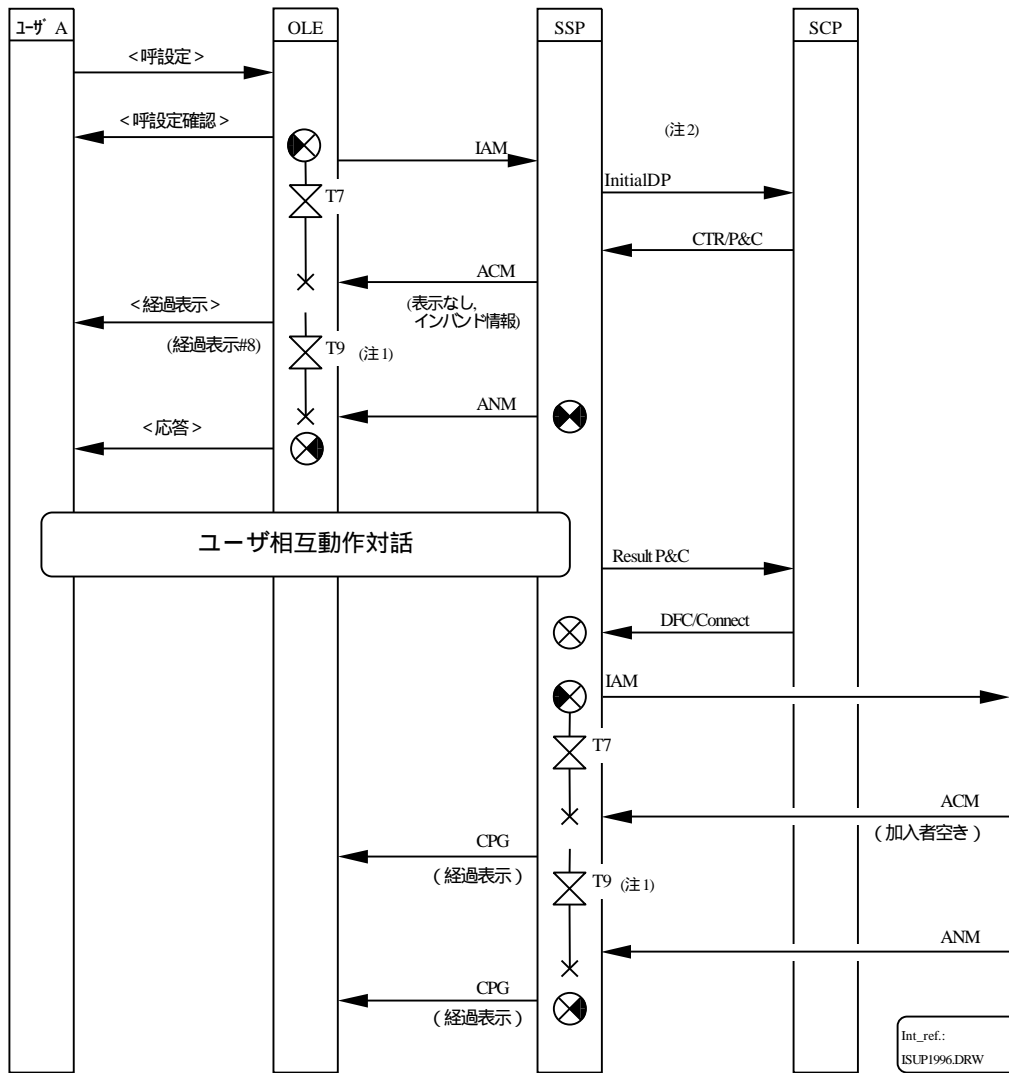 ﾕｰｻﾞ A
OLE
SSP
SCP
<呼設定>
<呼設定確認>
IAM
(注2)
InitialDP
T7
CTR/P&C
ACM
(表示なし,
インバンド情報)
<経過表示>
(経過表示#8)
T9 (注1)
ANM
<応答>
ユーザ相互動作対話
Result P&C
DFC/Connect
IAM
T7
ACM
(加入者空き)
CPG
(経過表示)
T9 (注1)
ANM
CPG
(経過表示)
Int_ref.:
ISUP1996.DRW